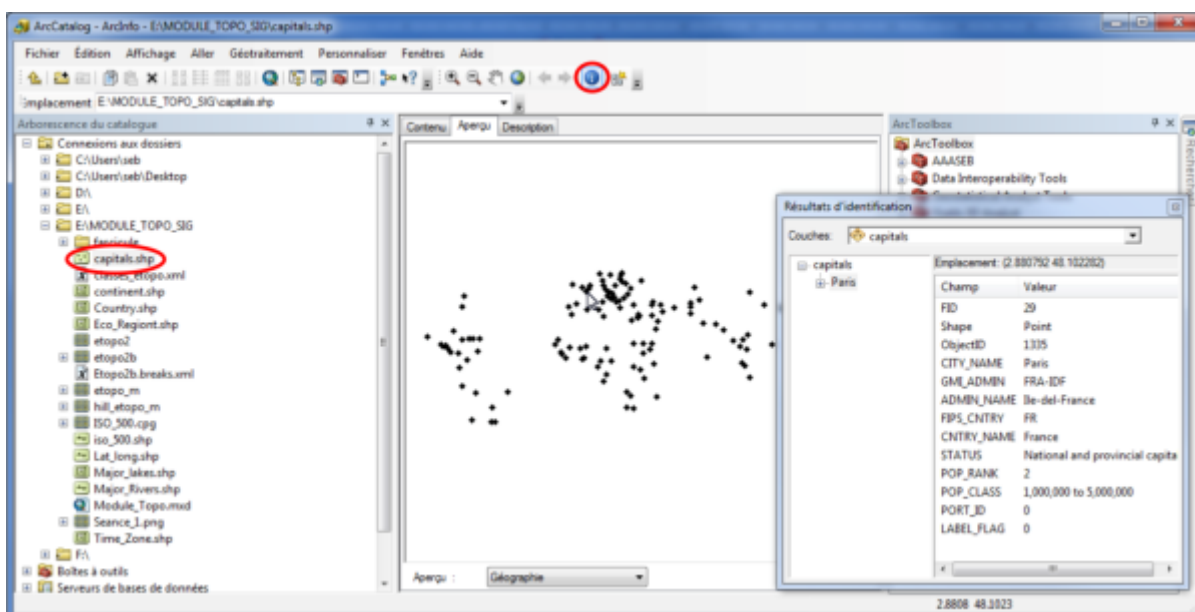 ArcCatalog - ArcInfo - E:\MODULE_TOPO_SIG\capitals.shp
Fichier Édition Affichage Aller Géotraitement Personnaliser Fenêtres Aide
Emplacement E:\MODULE_TOPO_SIG\capitals.shp
Arborescence du catalogue
Connexions aux dossiers
C:\Users\seb
C:\Users\seb\Desktop
D:\
E:\
E:\MODULE_TOPO_SIG
fascicule
capitals.shp
classes_etopo.xml
continent.shp
Country.shp
Eco_Regiont.shp
etopo2
etopo2b
Etopo2b.breaks.xml
etopo_m
hill_etopo_m
ISO_500.cpg
iso_500.shp
Lat_long.shp
Major_lakes.shp
Major_Rivers.shp
Module_Topo.mxd
Seance_1.png
Time_Zone.shp
F:\
Boîtes à outils
Serveurs de bases de données
Contenu Aperçu Description
Aperçu : Géographie
ArcToolbox
ArcToolbox
AAASEB
Data Interoperability Tools
Rechercher
Résultats d'identification
Couches: capitals
capitals
Paris
Emplacement: (2.880792 48.102282)
Champ Valeur
FID 29
Shape Point
ObjectID 1335
CITY_NAME Paris
GMI_ADMIN FRA-IDF
ADMIN_NAME Ile-del-France
FIPS_CNTRY FR
CNTRY_NAME France
STATUS National and provincial capita
POP_RANK 2
POP_CLASS 1,000,000 to 5,000,000
PORT_ID 0
LABEL_FLAG 0
2.8808 48.1023